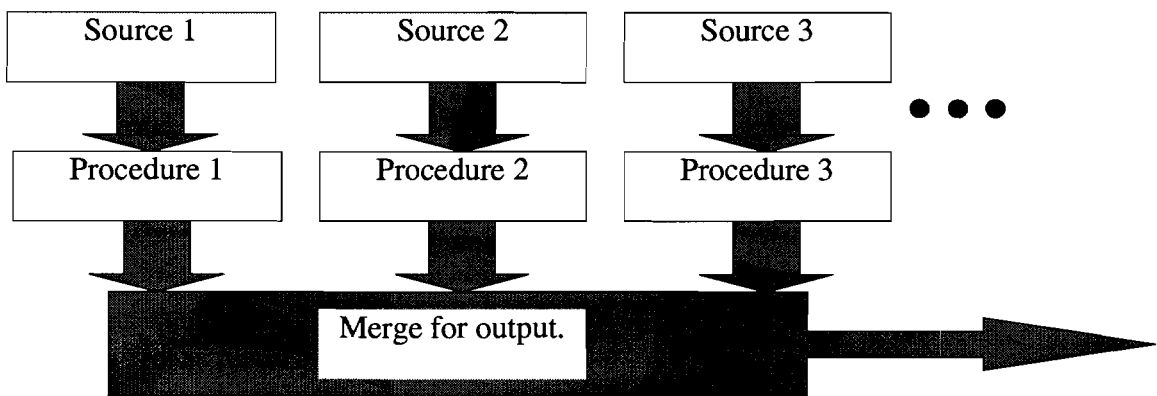 Source 1
Source 2
Source 3
Procedure 1
Procedure 2
Procedure 3
Merge for output.